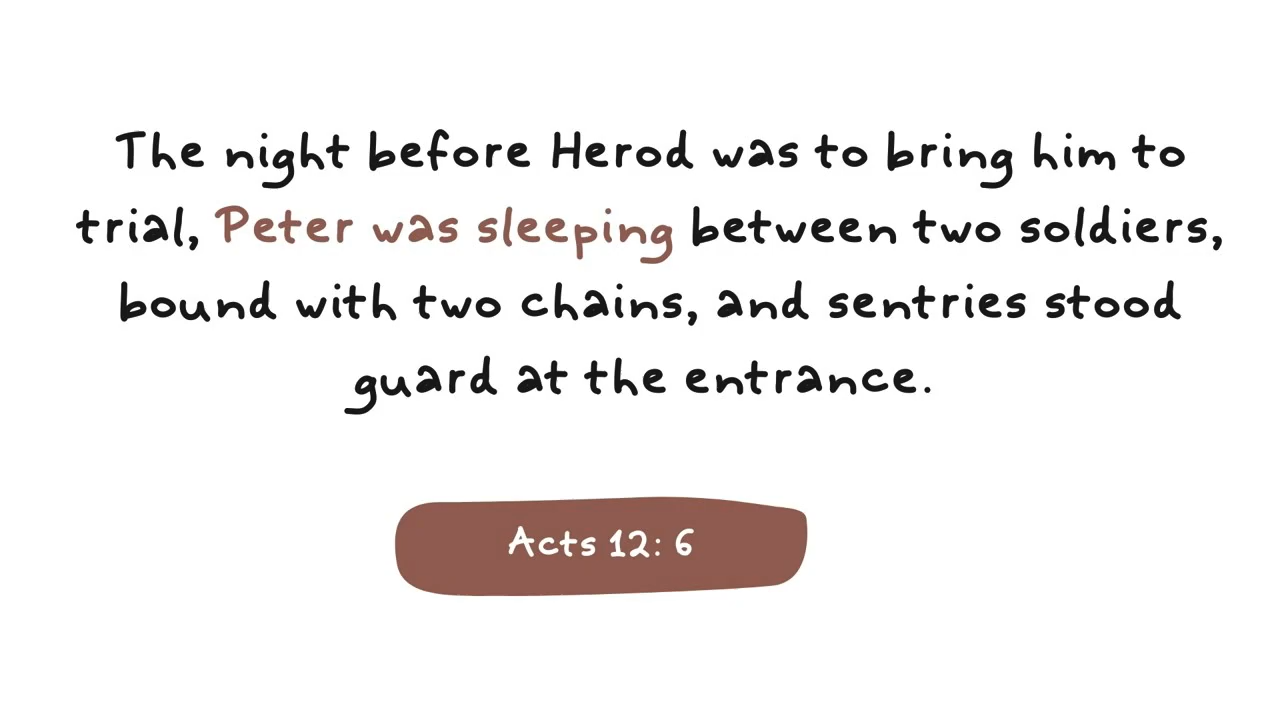 The night before Herod was to bring him to
trial, Peter was sleeping between two soldiers,
bound with two chains, and sentries stood
guard at the entrance.
Acts 12: 6